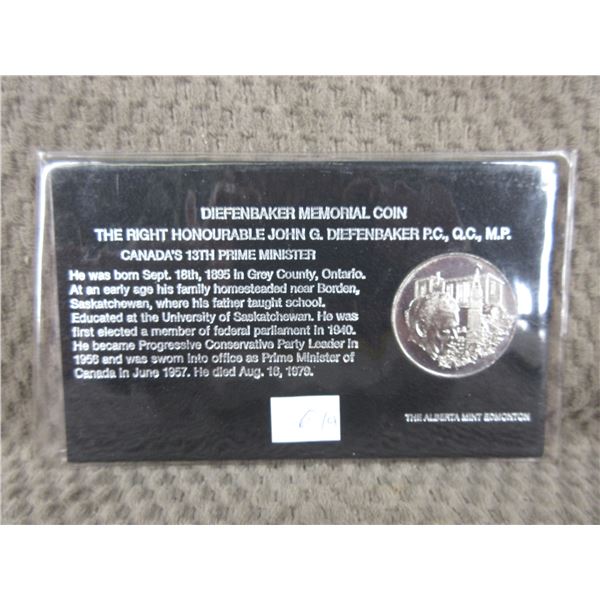 DIEFENBAKER MEMORIAL COIN
THE RIGHT HONOURABLE JOHN G. DIEFENBAKER P.C., Q.C., M.P.
CANADA'S 13TH PRIME MINISTER
He was born Sept. 18th, 1895 in Grey County, Ontario.
At an early age his family homesteaded near Borden,
Saskatchewan, where his father taught school.
Educated at the University of Saskatchewan. He was
first elected a member of federal parliament in 1940.
He became Progressive Conservative Party Leader in
1956 and was sworn into office as Prime Minister of
Canada in June 1957. He died Aug. 16, 1979.
THE ALBERTA MINT EDMONTON